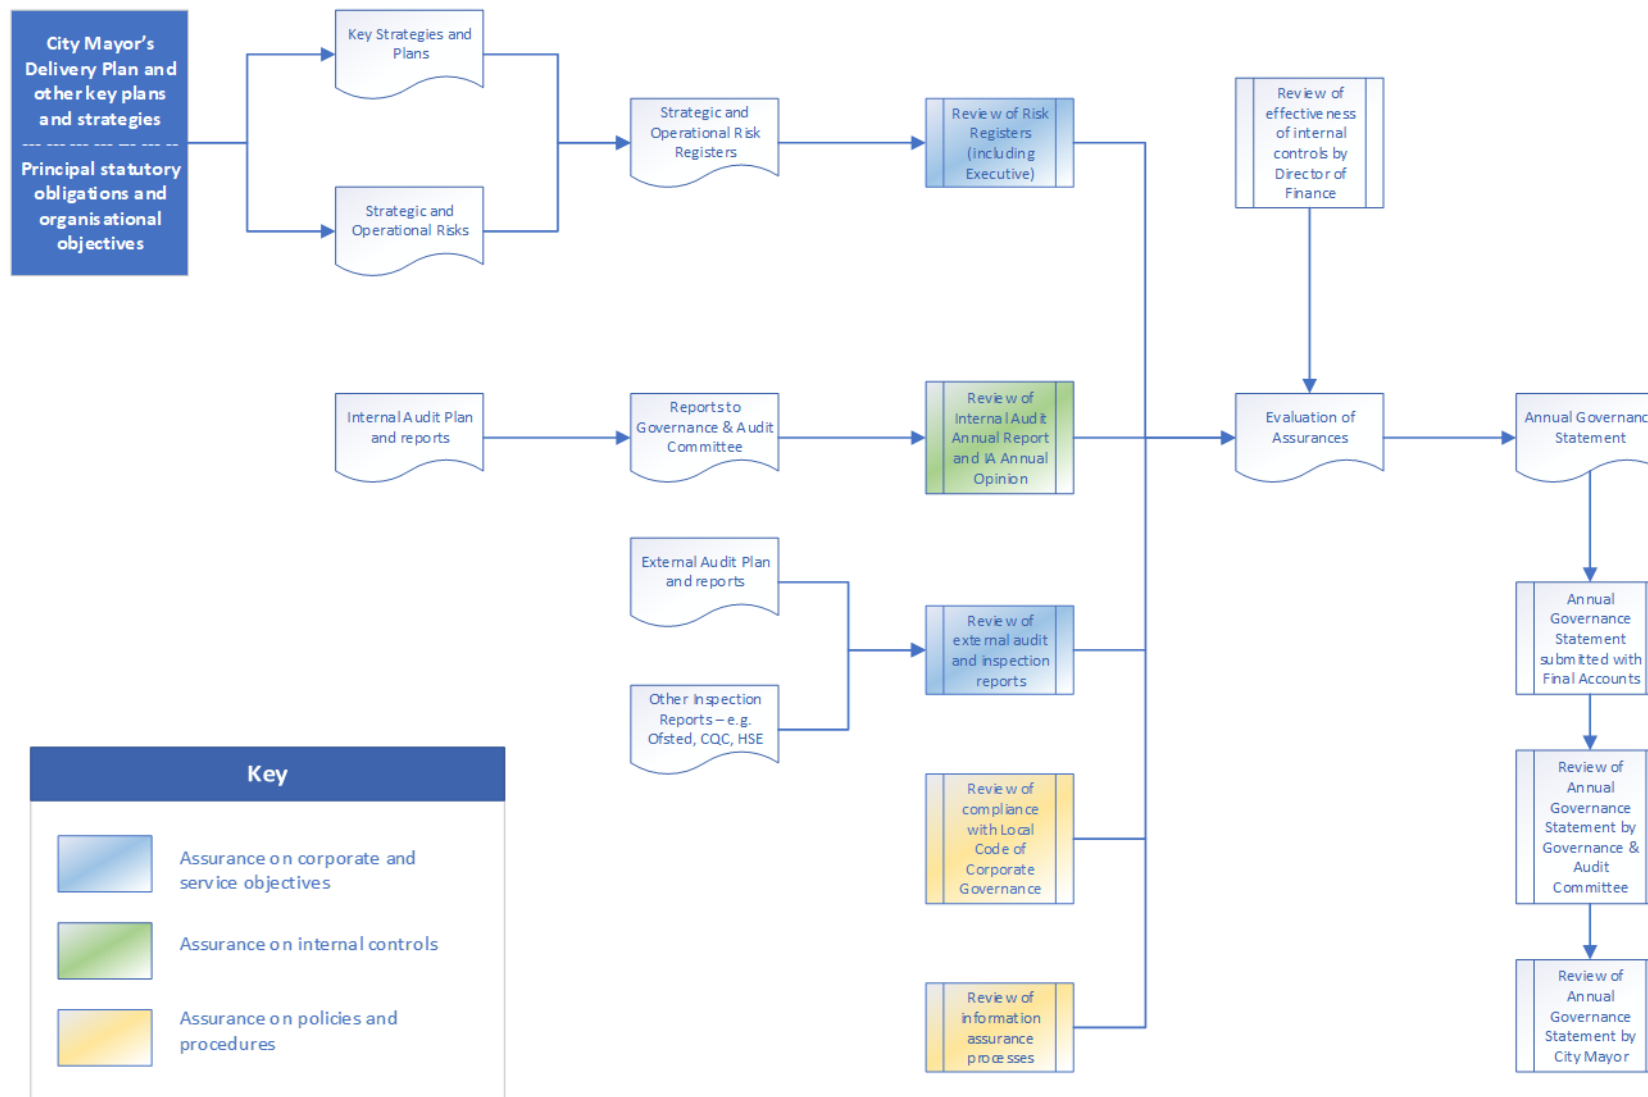 City Mayor's
Delivery Plan and
other key plans
and strategies
Principal statutory
obligations and
organisational
objectives
Key Strategies and
Plans
Strategic and
Operational Risks
Strategic and
Operational Risk
Registers
Review of Risk
Registers
(including
Executive)
Review of
effectiveness
of internal
controls by
Director of
Finance
Internal Audit Plan
and reports
Reports to
Governance & Audit
Committee
Review of
Internal Audit
Annual Report
and IA Annual
Opinion
Evaluation of
Assurances
Annual Governanc
Statement
External Audit Plan
and reports
Other Inspection
Reports – e.g.
Ofsted, CQC, HSE
Review of
external audit
and inspection
reports
Annual
Governance
Statement
submitted with
Final Accounts
Review of
compliance
with Local
Code of
Corporate
Governance
Review of
Annual
Governance
Statement by
Governance &
Audit
Committee
Review of
information
assurance
processes
Review of
Annual
Governance
Statement by
City Mayor
Key
Assurance on corporate and
service objectives
Assurance on internal controls
Assurance on policies and
procedures